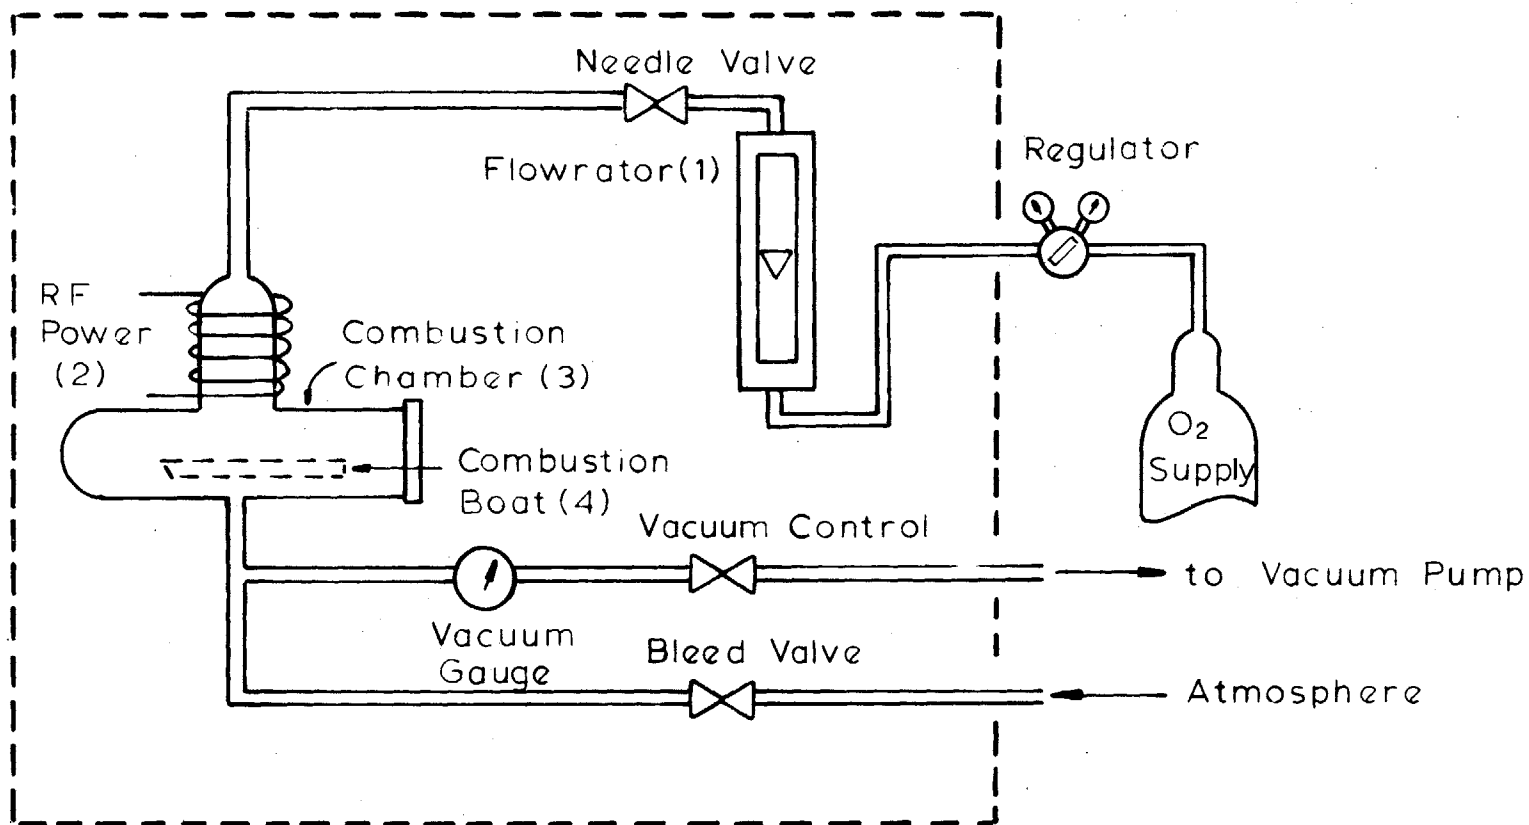 Needle Valve
Flowrator(1)
Regulator
RF
Power
(2)
Combustion
Chamber (3)
O2
Supply
Combustion
Boat (4)
Vacuum Control
to Vacuum Pump
Vacuum
Gauge
Bleed Valve
Atmosphere